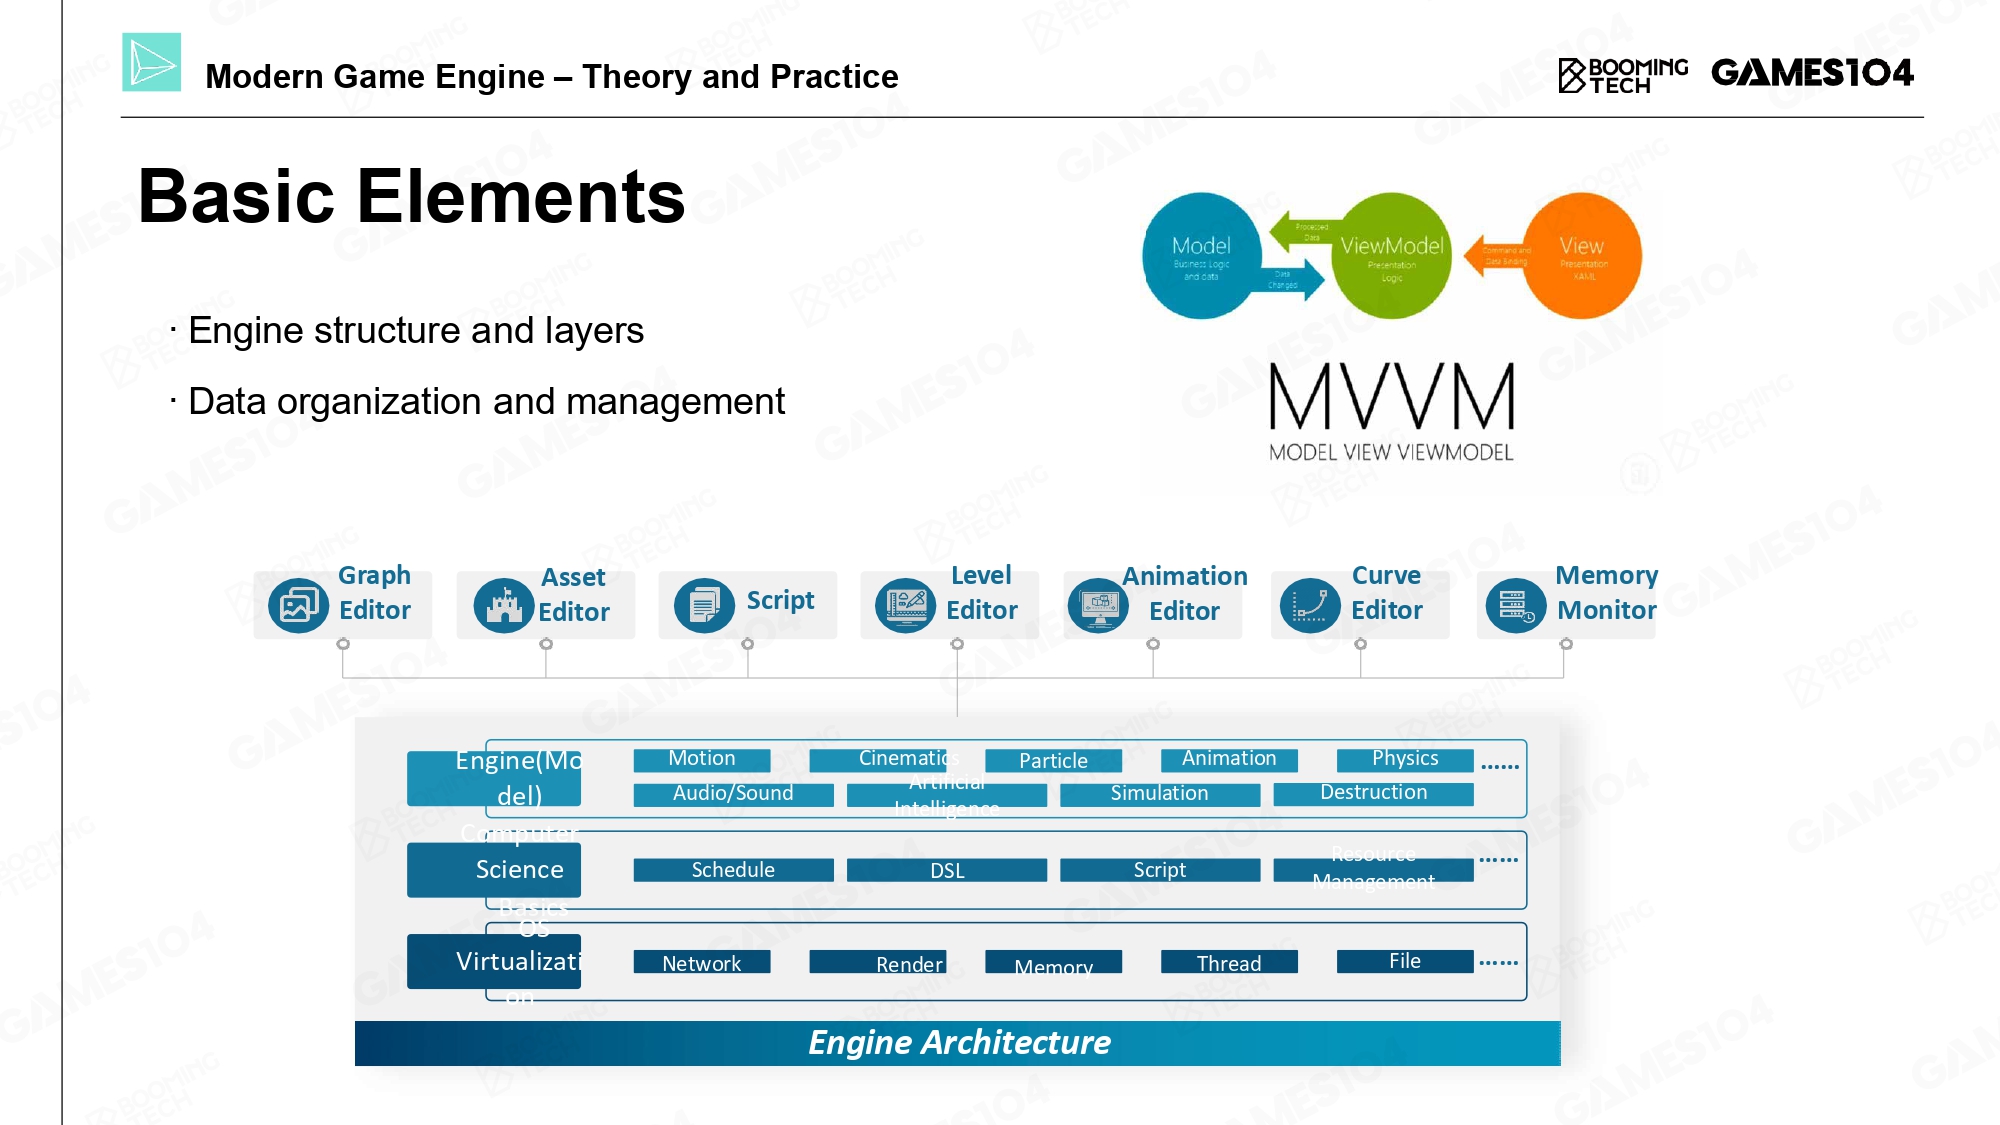 Modern Game Engine – Theory and Practice
BOOMING
TECH
GAMES104
Basic Elements
· Engine structure and layers
· Data organization and management
Model
Business Logic
and data
Processed
Data
Data
Changed
ViewModel
Presentation
Logic
Command and
Data Binding
View
Presentation
XAML
MVVM
MODEL VIEW VIEWMODEL
Graph
Editor
Asset
Editor
Script
Level
Editor
Animation
Editor
Curve
Editor
Memory
Monitor
Engine(Mo
del)
Motion
Cinematics
Particle
Animation
Physics
......
Audio/Sound
Artificial
Intelligence
Simulation
Destruction
Computer
Science
Basics
Schedule
DSL
Script
Resource
Management
......
OS
Virtualizati
on
Network
Render
Memory
Thread
File
......
Engine Architecture